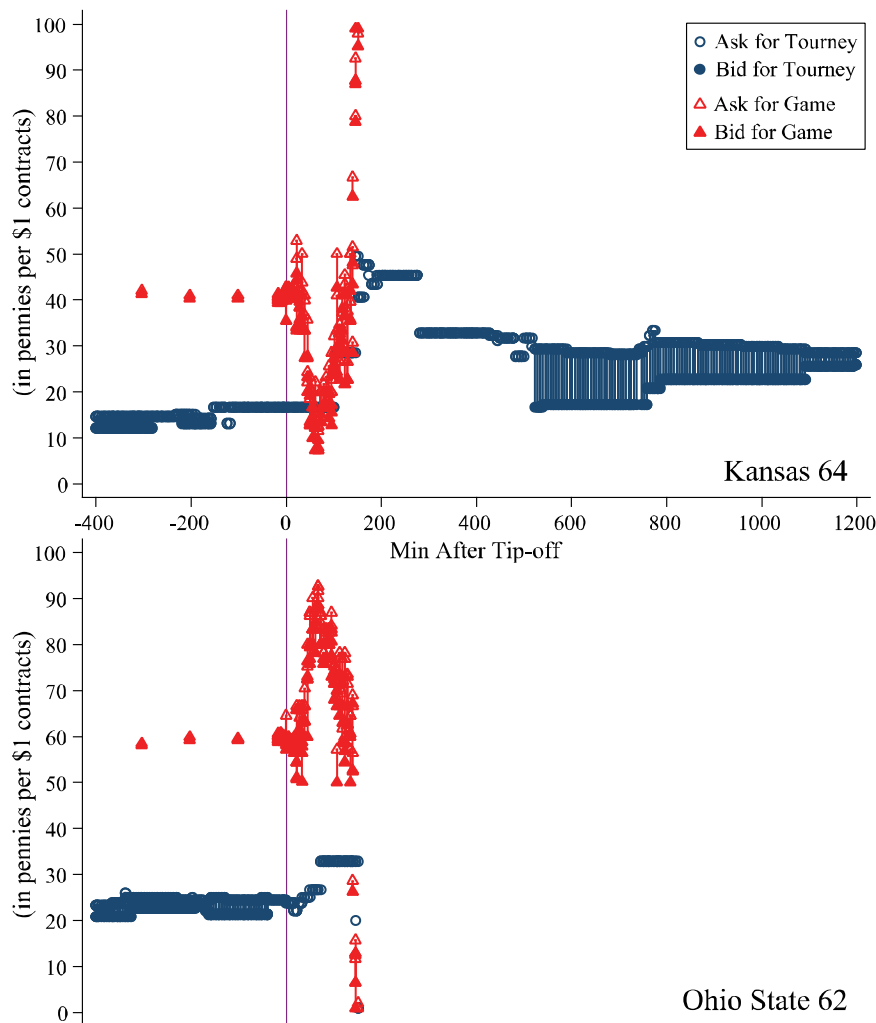 100
90
80
70
60
50
40
30
20
10
0
(in pennies per $1 contracts)
Ask for Tourney
Bid for Tourney
Ask for Game
Bid for Game
Kansas 64
-400 -200 0 200 400 600 800 1000 1200
Min After Tip-off
100
90
80
70
60
50
40
30
20
10
0
(in pennies per $1 contracts)
Ohio State 62